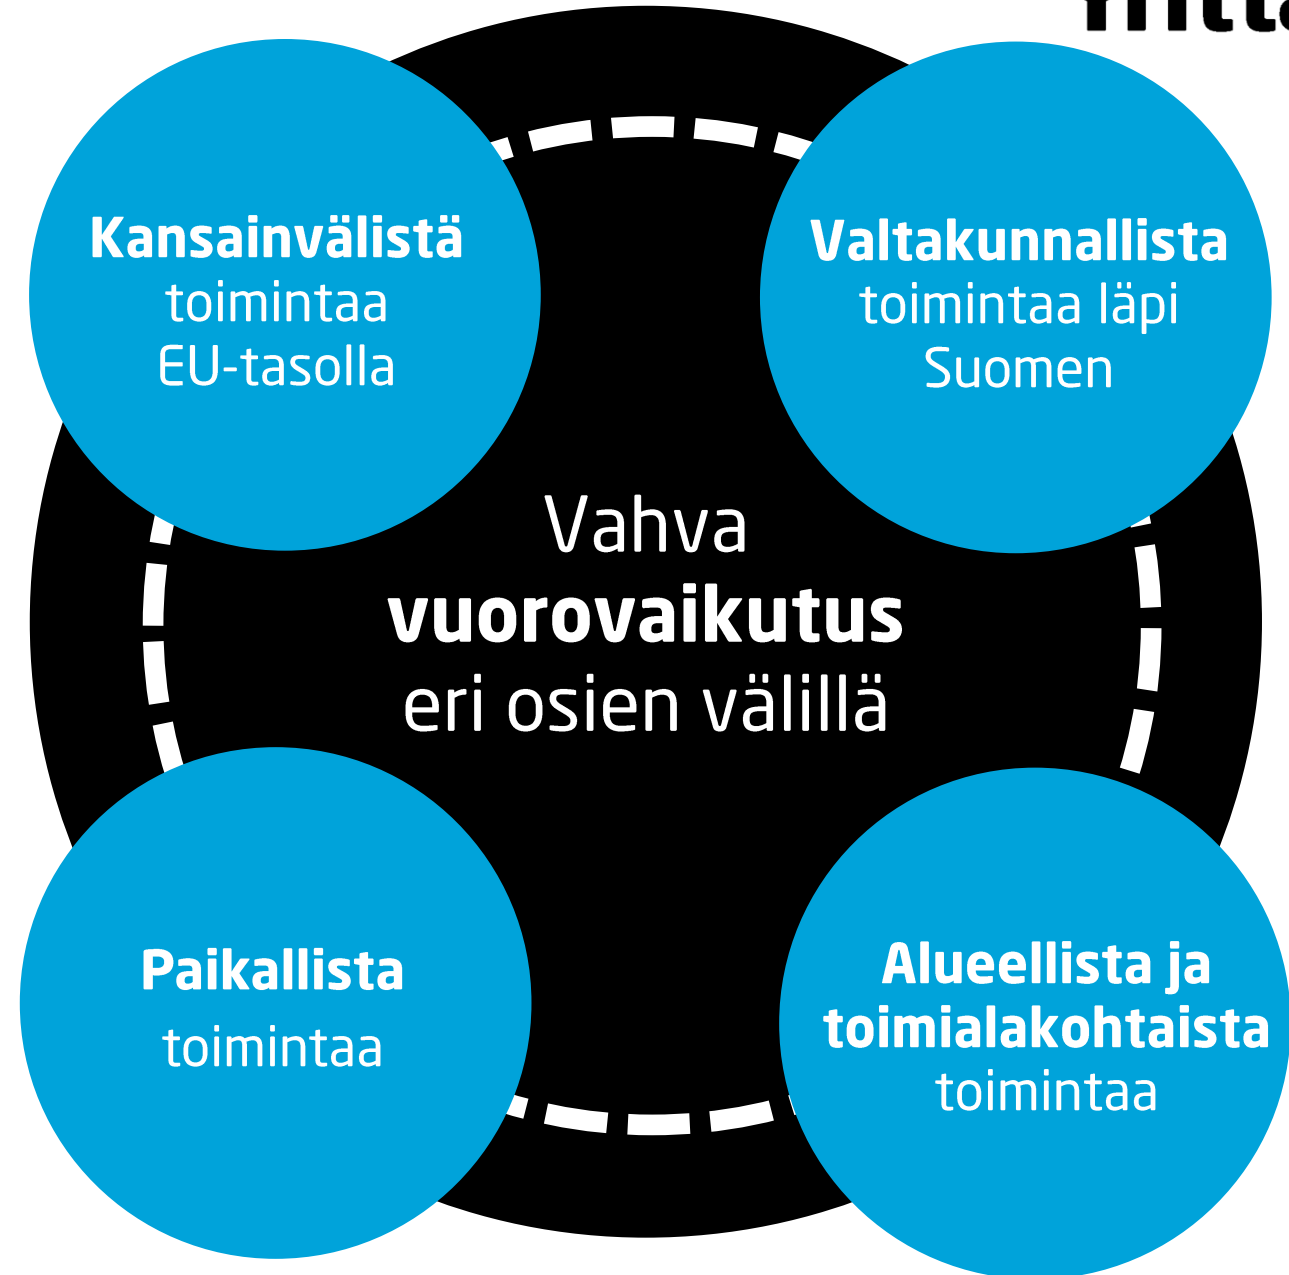 Kansainvälistä
toimintaa
EU-tasolla
Valtakunnallista
toimintaa läpi
Suomen
Vahva
vuorovaikutus
eri osien välillä
Paikallista
toimintaa
Alueellista ja
toimialakohtaista
toimintaa